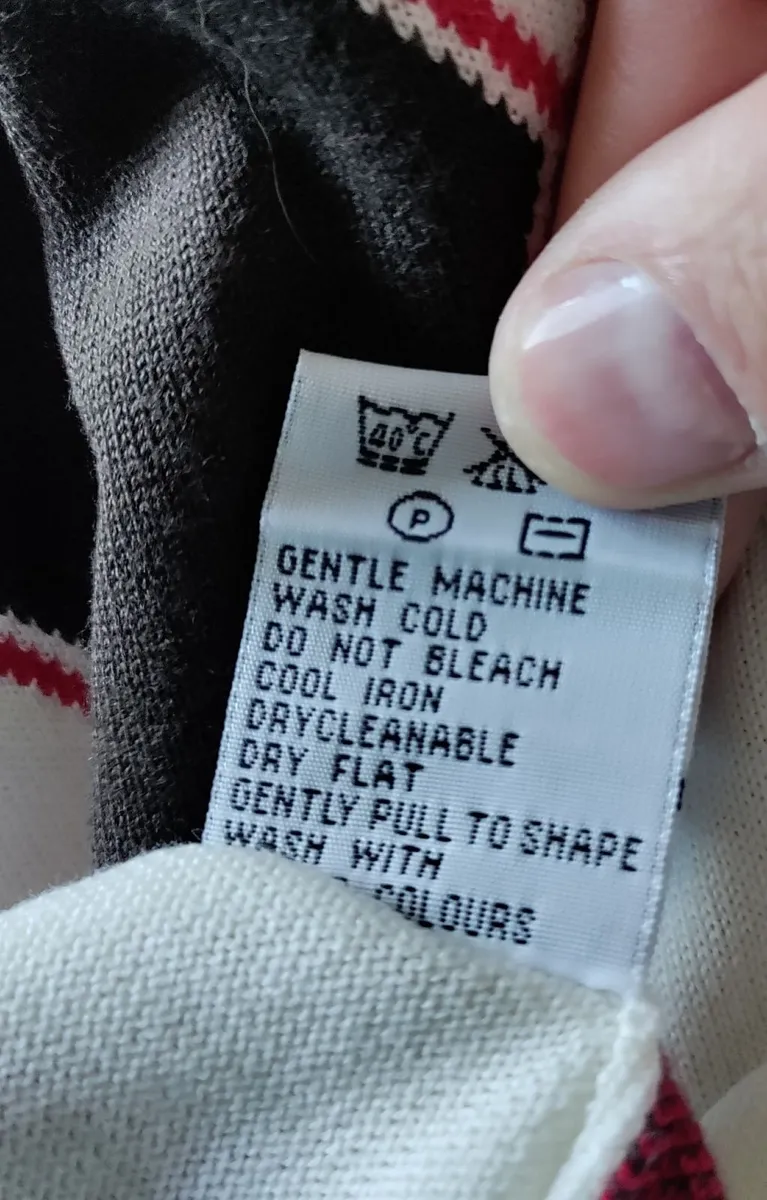 40°C
P
GENTLE MACHINE
WASH COLD
DO NOT BLEACH
COOL IRON
DRYCLEANABLE
DRY FLAT
GENTLY PULL TO SHAPE
WASH WITH
COLOURS